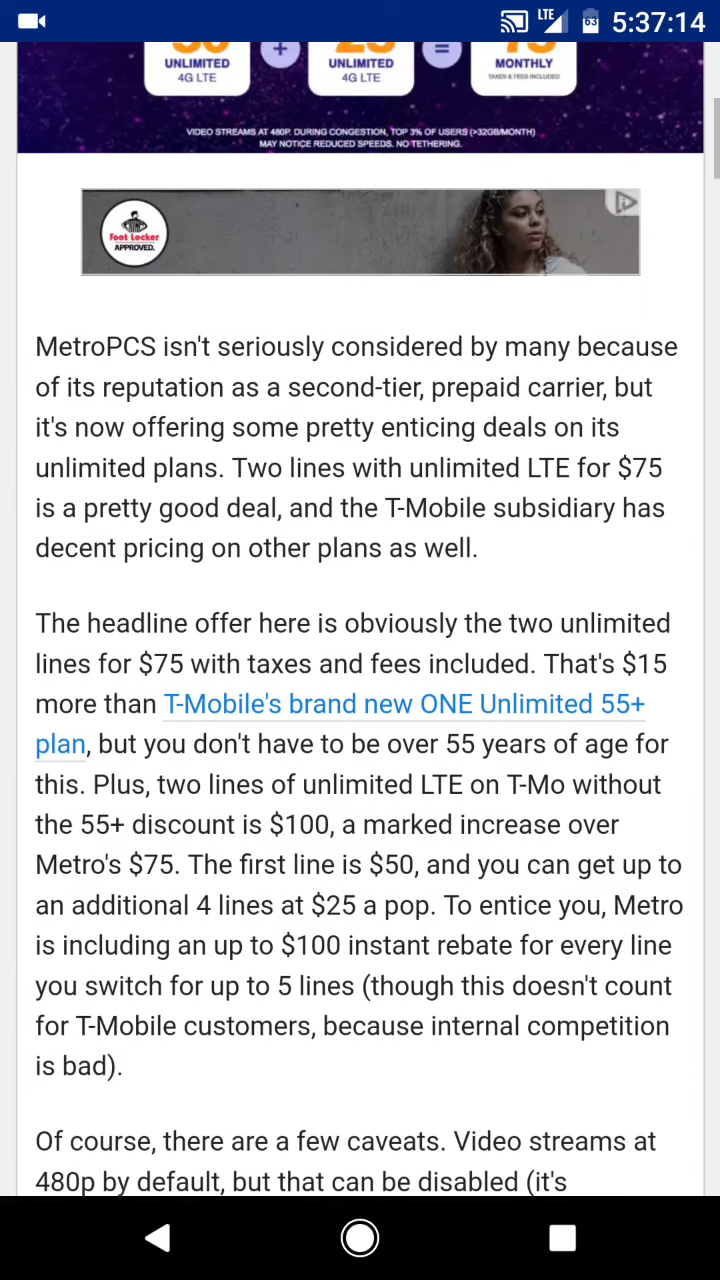 LTE 63 5:37:14
+ =
UNLIMITED UNLIMITED MONTHLY
4G LTE 4G LTE TAXES & FEES INCLUDED
VIDEO STREAMS AT 480P. DURING CONGESTION, TOP 3% OF USERS (>32GB/MONTH)
MAY NOTICE REDUCED SPEEDS. NO TETHERING.
Foot Locker
APPROVED.
MetroPCS isn't seriously considered by many because
of its reputation as a second-tier, prepaid carrier, but
it's now offering some pretty enticing deals on its
unlimited plans. Two lines with unlimited LTE for $75
is a pretty good deal, and the T-Mobile subsidiary has
decent pricing on other plans as well.
The headline offer here is obviously the two unlimited
lines for $75 with taxes and fees included. That's $15
more than T-Mobile's brand new ONE Unlimited 55+
plan, but you don't have to be over 55 years of age for
this. Plus, two lines of unlimited LTE on T-Mo without
the 55+ discount is $100, a marked increase over
Metro's $75. The first line is $50, and you can get up to
an additional 4 lines at $25 a pop. To entice you, Metro
is including an up to $100 instant rebate for every line
you switch for up to 5 lines (though this doesn't count
for T-Mobile customers, because internal competition
is bad).
Of course, there are a few caveats. Video streams at
480p by default, but that can be disabled (it's